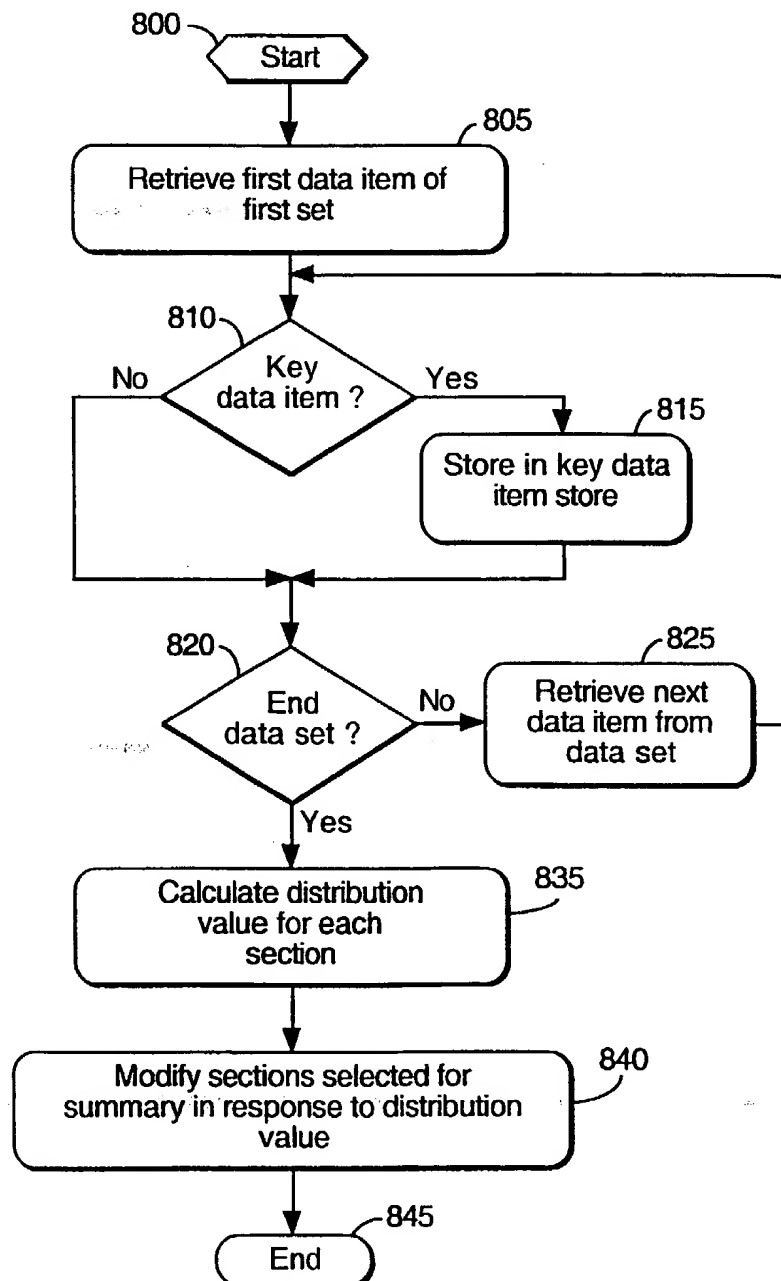 800
Start
805
Retrieve first data item of
first set
810
Key
data item ?
No
Yes
815
Store in key data
item store
820
End
data set ?
No
825
Retrieve next
data item from
data set
Yes
Calculate distribution
value for each
section
835
Modify sections selected for
summary in response to distribution
value
840
845
End